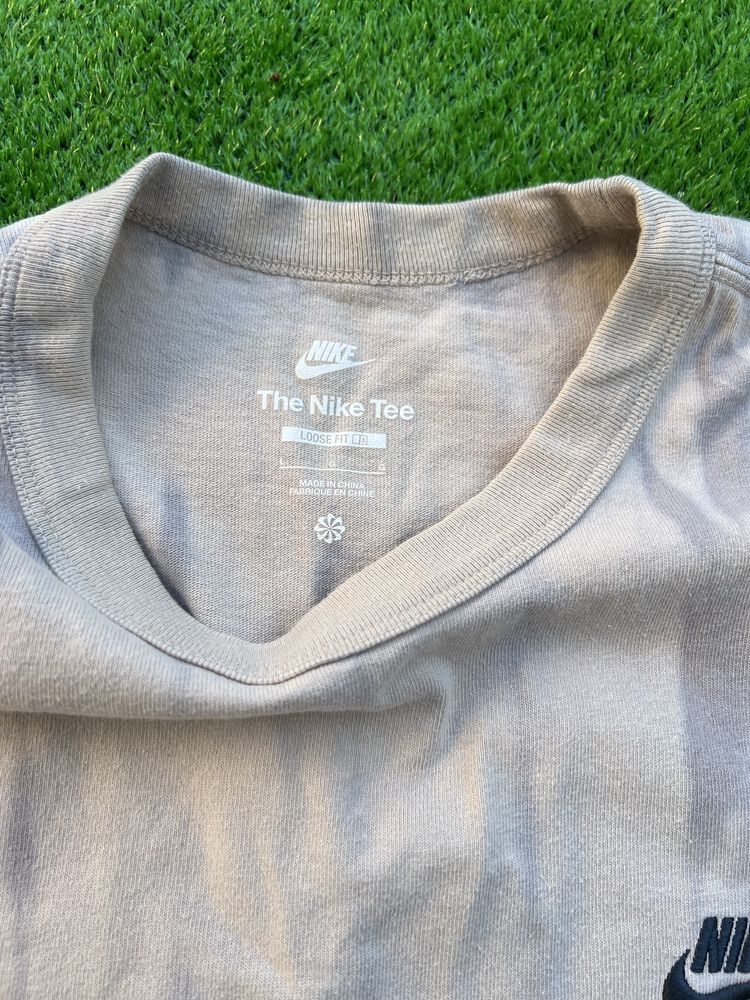 NIKE
The Nike Tee
LOOSE FIT
L G G
MADE IN CHINA
FABRIQUÉ EN CHINE